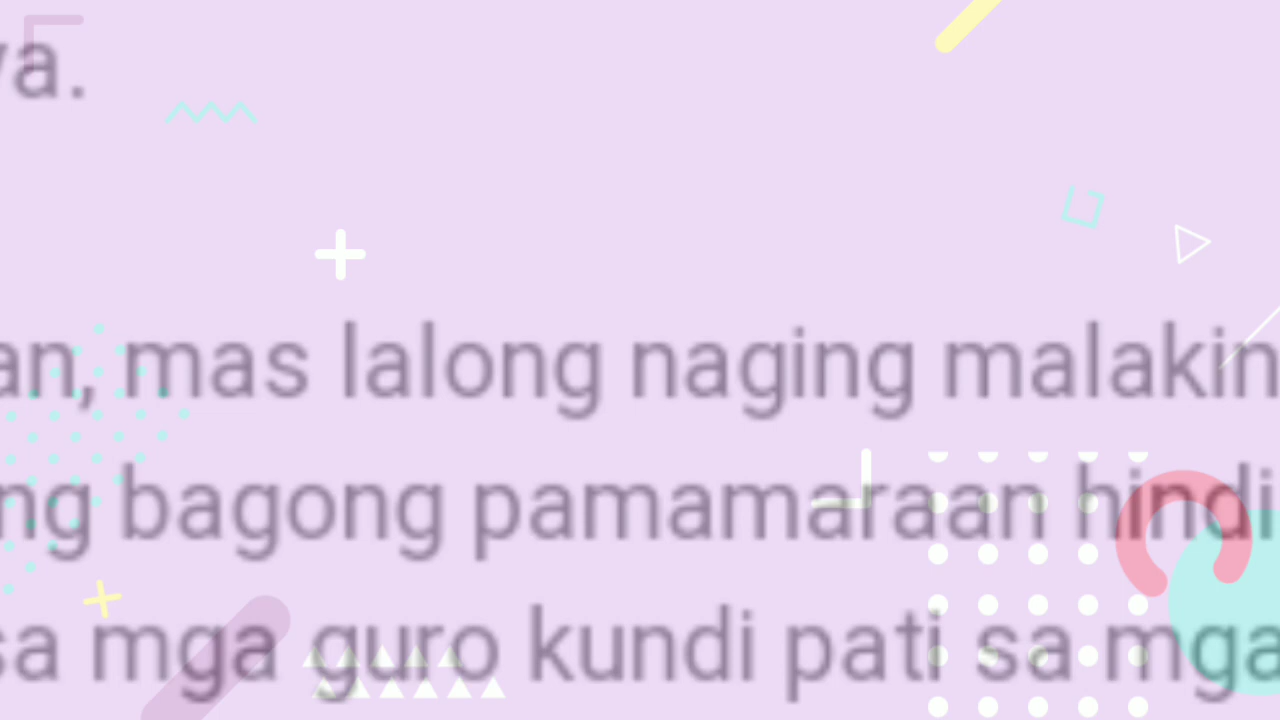 ya.
an, mas lalong naging malakin
ng bagong pamamaraan hindi
sa mga guro kundi pati sa mga